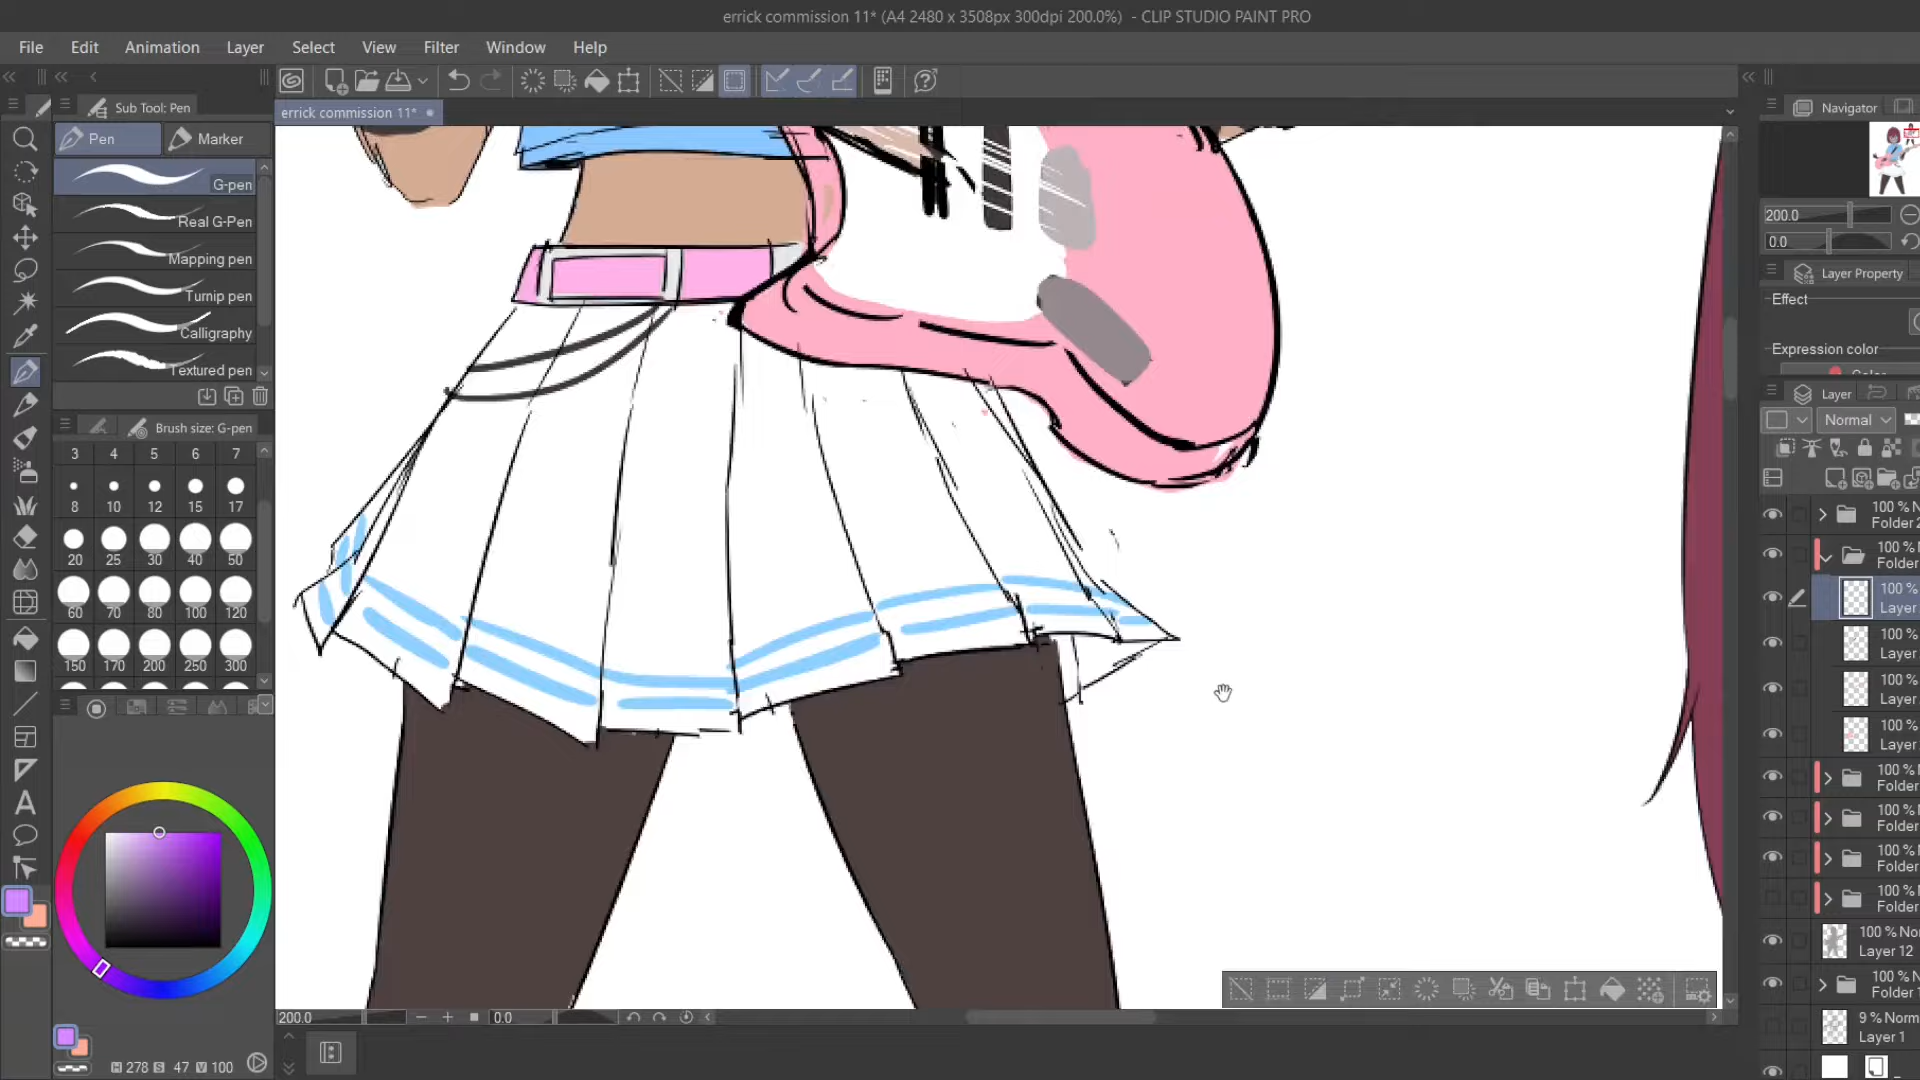 errick commission 11* (A4 2480 x 3508px 300dpi 200.0%)  - CLIP STUDIO PAINT PRO
File Edit Animation Layer Select View Filter Window Help
Sub Tool: Pen
errick commission 11*
Navigator
Pen Marker
G-pen
Real G-Pen
Mapping pen
Turnip pen
Calligraphy
Textured pen
Brush size: G-pen
3 4 5 6 7
8 10 12 15 17
20 25 30 40 50
60 70 80 100 120
150 170 200 250 300
H 278 S 47 V 100
200.0 0.0
200.0
0.0
Layer Property
Effect
Expression color
Layer
Normal
100 %
Folder
100 %
Folder
100 %
Layer
100 %
Layer
100 %
Layer
100 %
Layer
100 %
Folder
100 %
Folder
100 %
Folder
100 %
Folder
100 %
Layer 12
100 %
Folder
9 % Norm
Layer 1